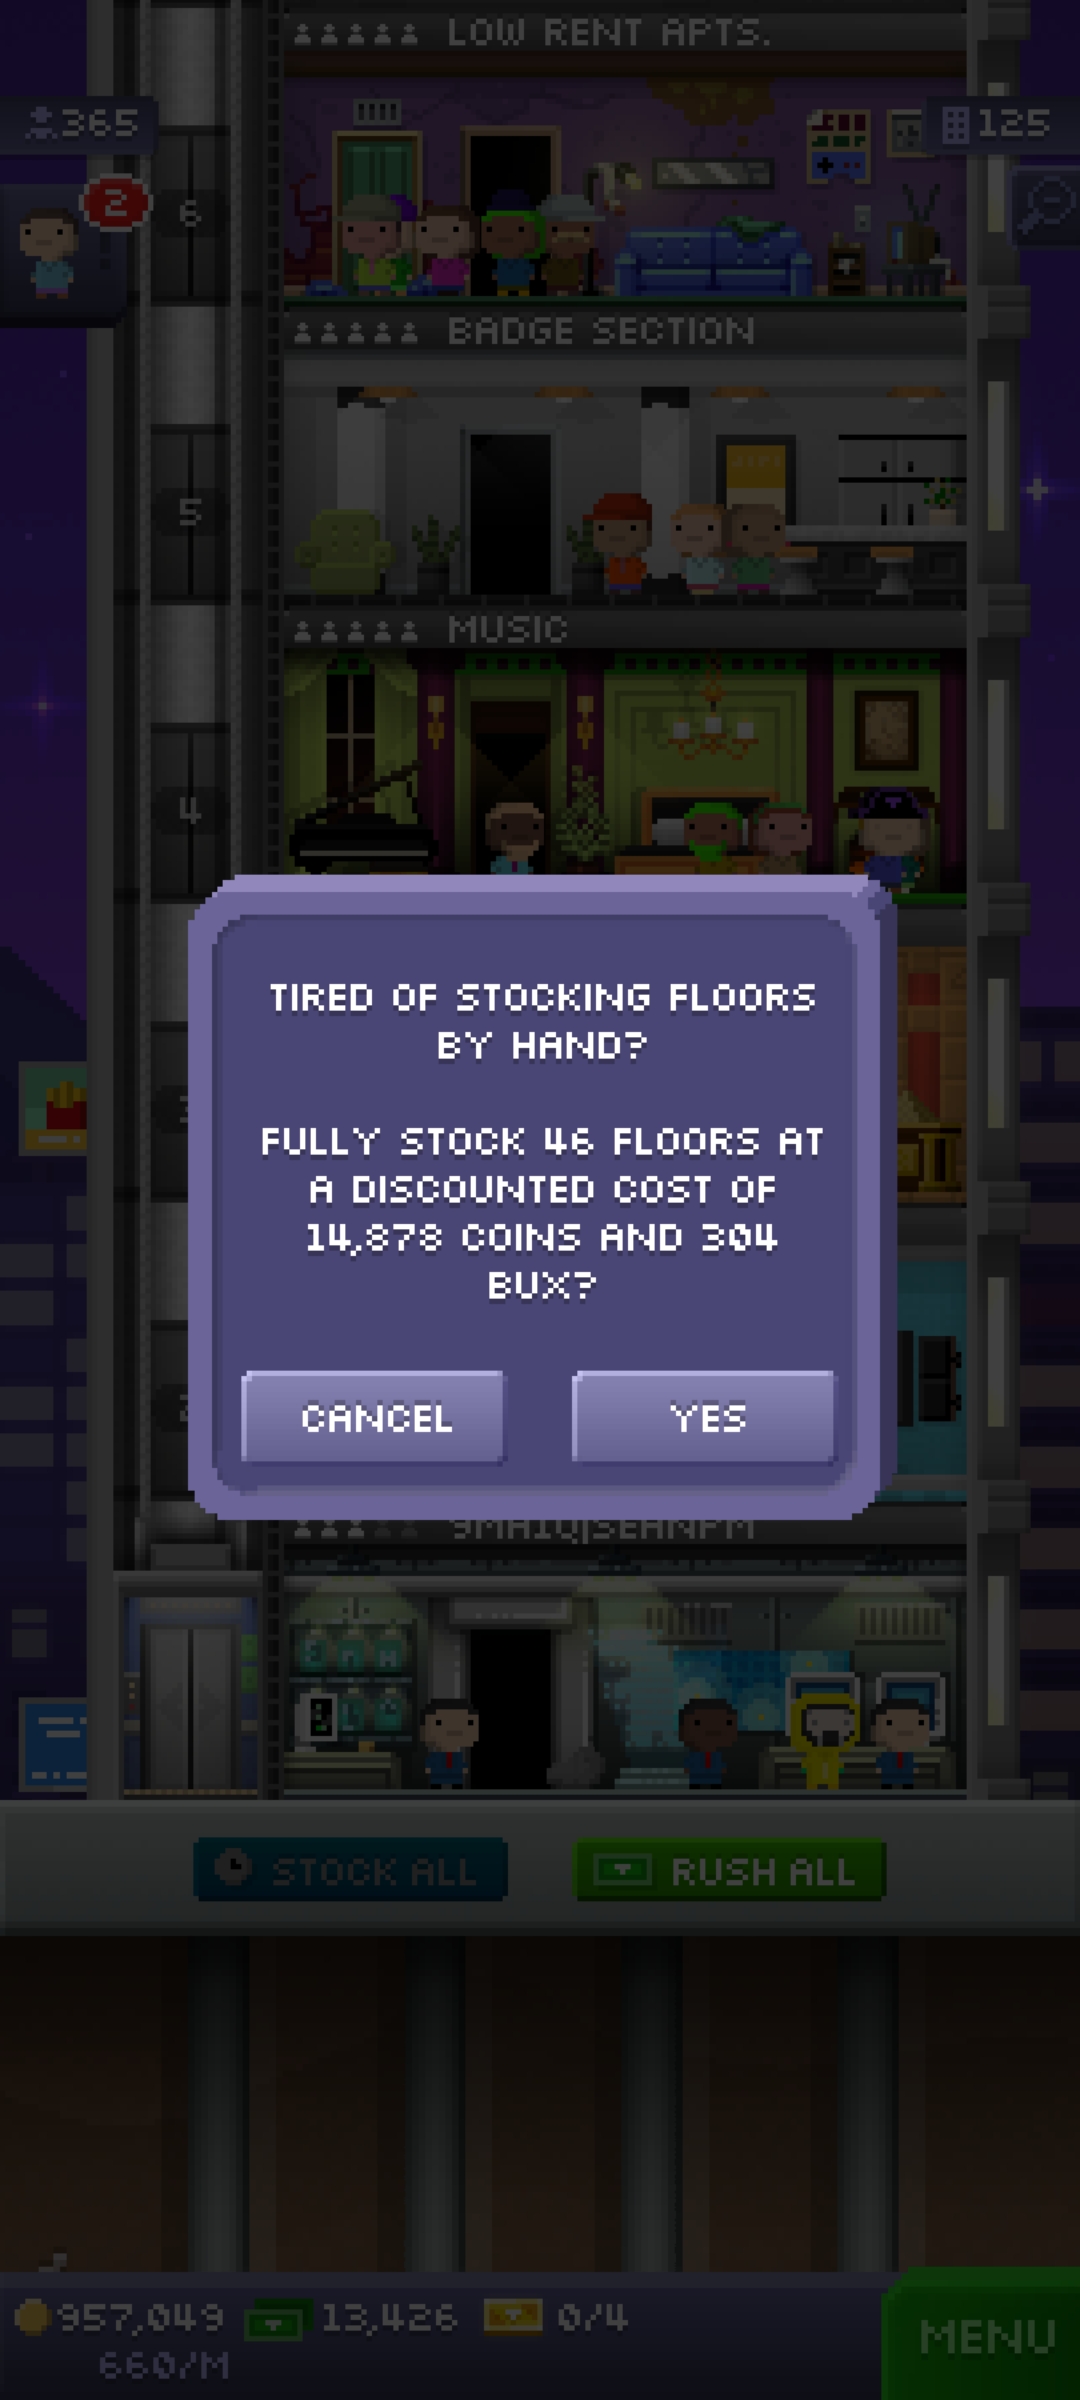 LOW RENT APTS.
365
125
2
6
BADGE SECTION
5
MUSIC
4
TIRED OF STOCKING FLOORS
BY HAND?
FULLY STOCK 46 FLOORS AT
A DISCOUNTED COST OF
14,878 COINS AND 304
BUX?
CANCEL
YES
STOCK ALL
RUSH ALL
957,049
13,426
0/4
660/M
MENU